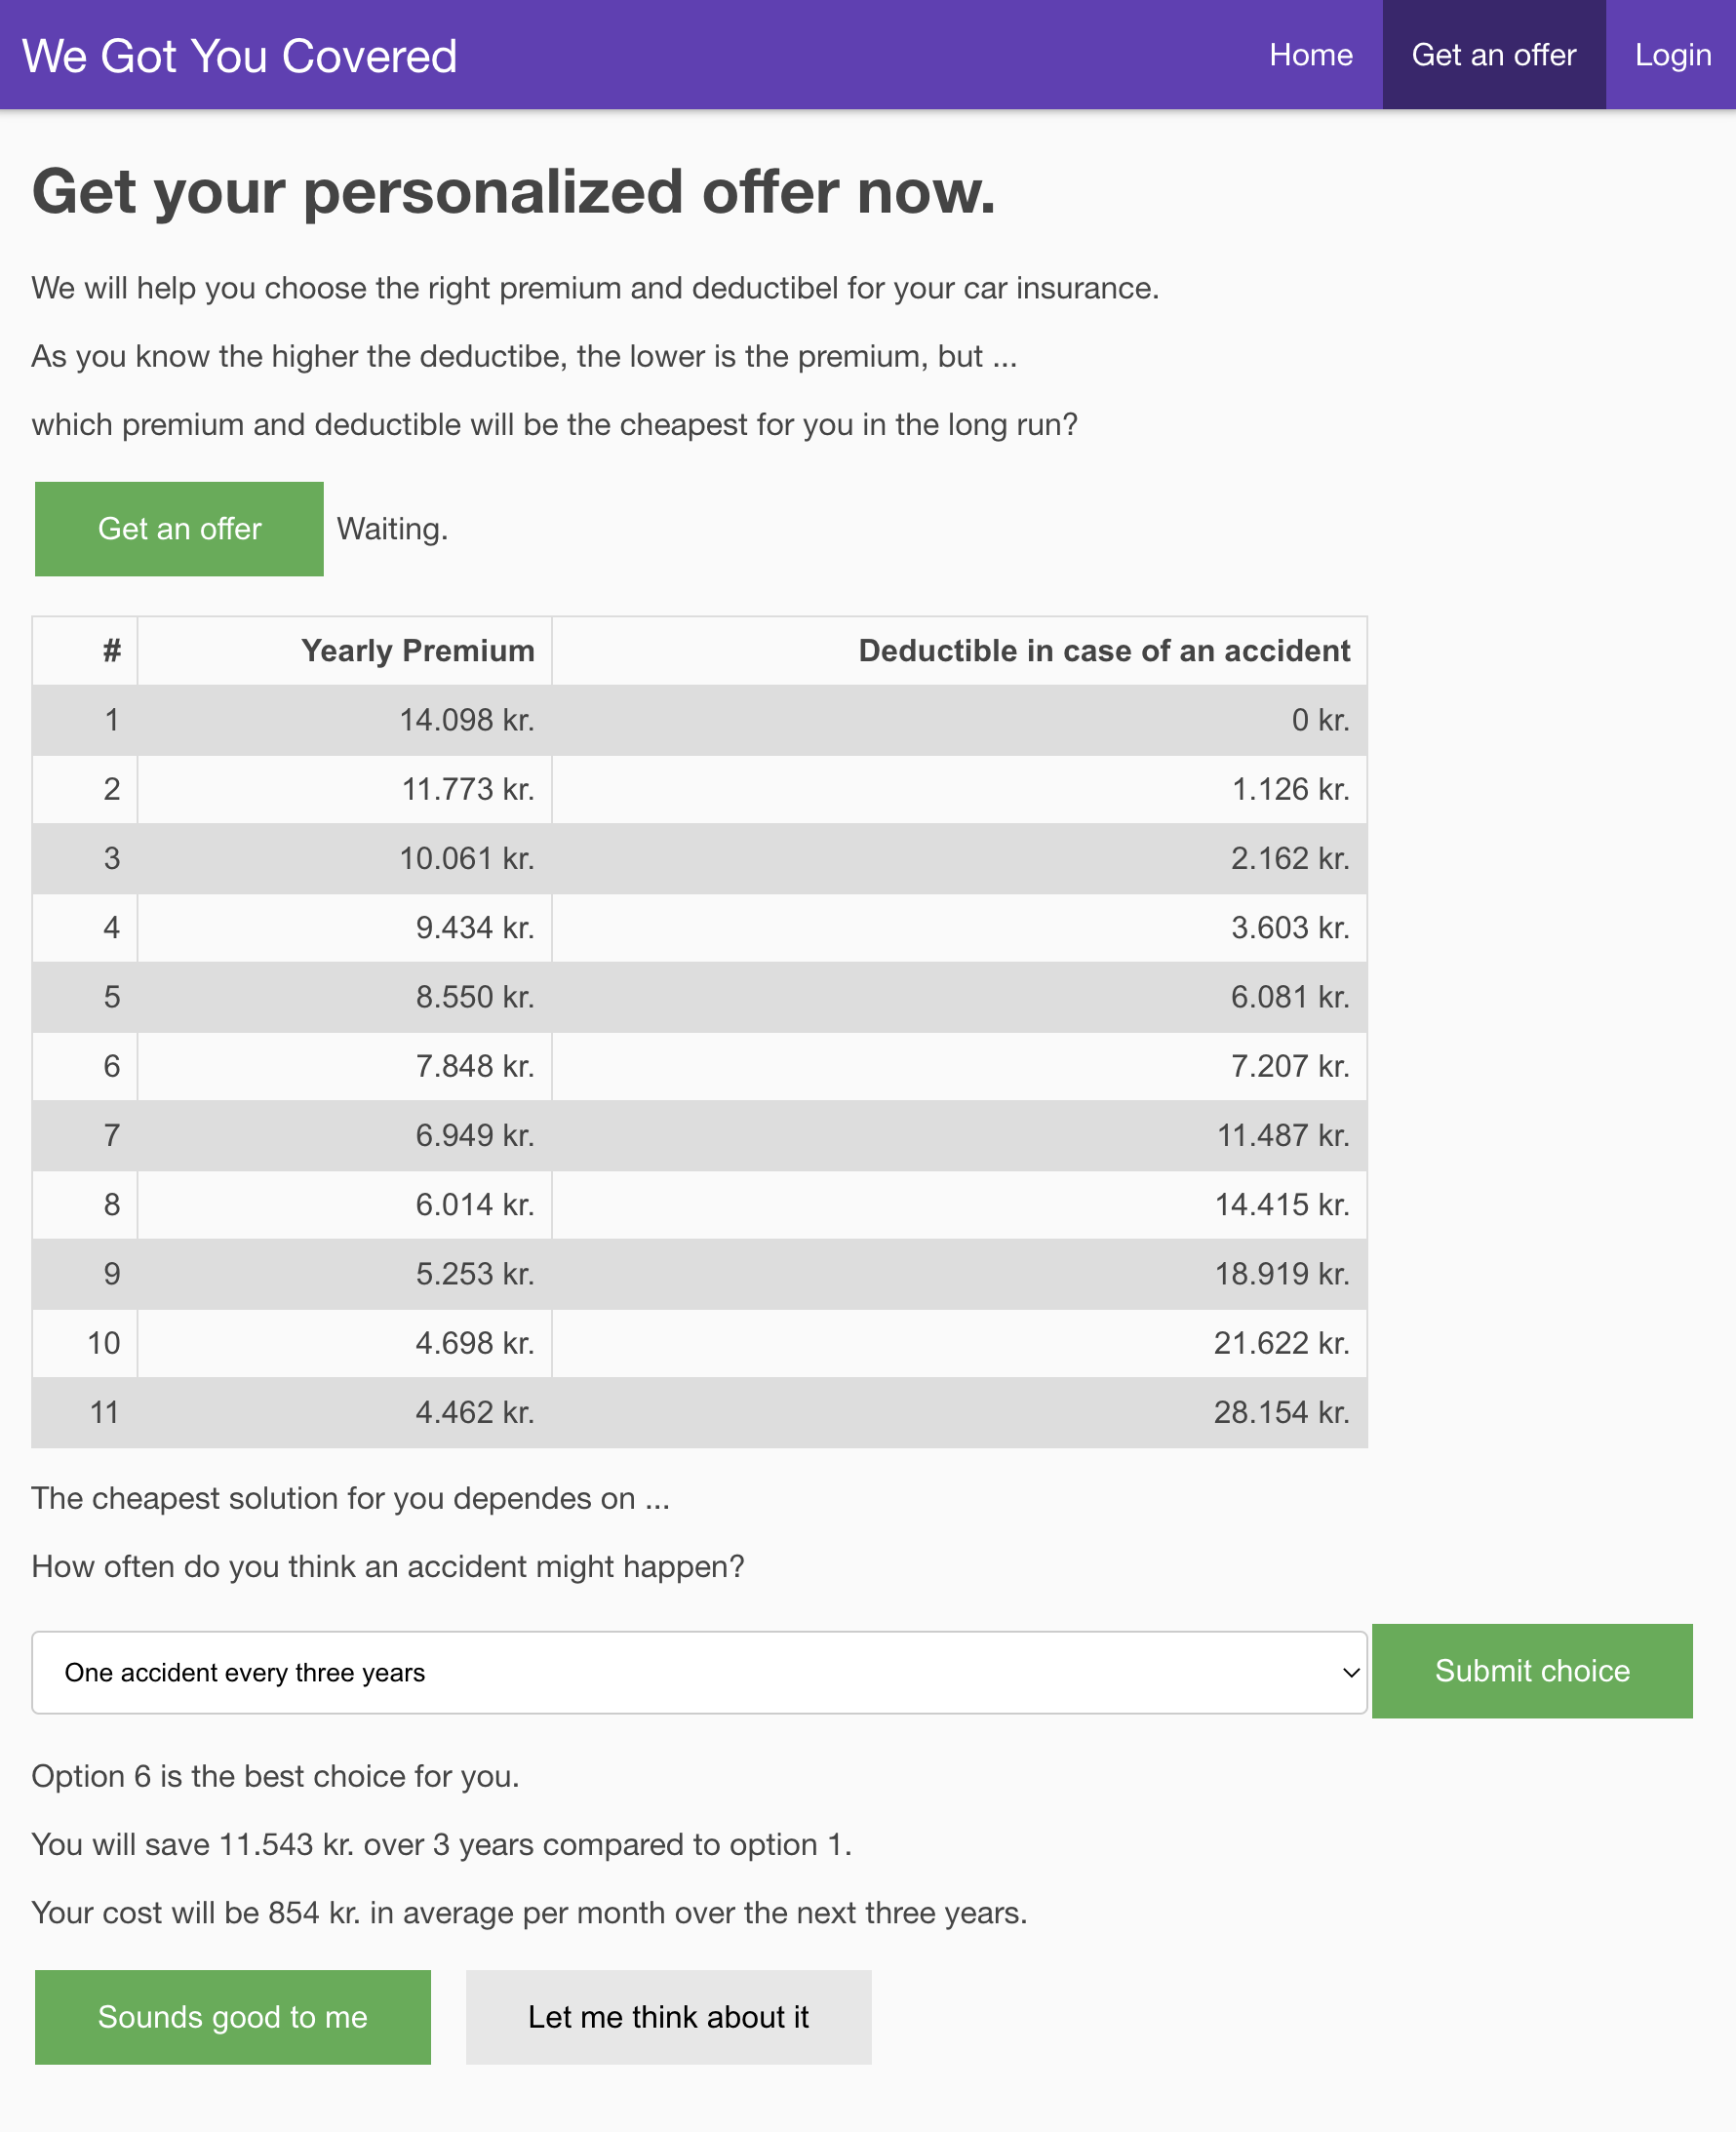 We Got You Covered
Home Get an offer Login
Get your personalized offer now.
We will help you choose the right premium and deductibel for your car insurance.
As you know the higher the deductibe, the lower is the premium, but ...
which premium and deductible will be the cheapest for you in the long run?
Get an offer Waiting.
# Yearly Premium Deductible in case of an accident
1 14.098 kr. 0 kr.
2 11.773 kr. 1.126 kr.
3 10.061 kr. 2.162 kr.
4 9.434 kr. 3.603 kr.
5 8.550 kr. 6.081 kr.
6 7.848 kr. 7.207 kr.
7 6.949 kr. 11.487 kr.
8 6.014 kr. 14.415 kr.
9 5.253 kr. 18.919 kr.
10 4.698 kr. 21.622 kr.
11 4.462 kr. 28.154 kr.
The cheapest solution for you dependes on ...
How often do you think an accident might happen?
One accident every three years Submit choice
Option 6 is the best choice for you.
You will save 11.543 kr. over 3 years compared to option 1.
Your cost will be 854 kr. in average per month over the next three years.
Sounds good to me Let me think about it